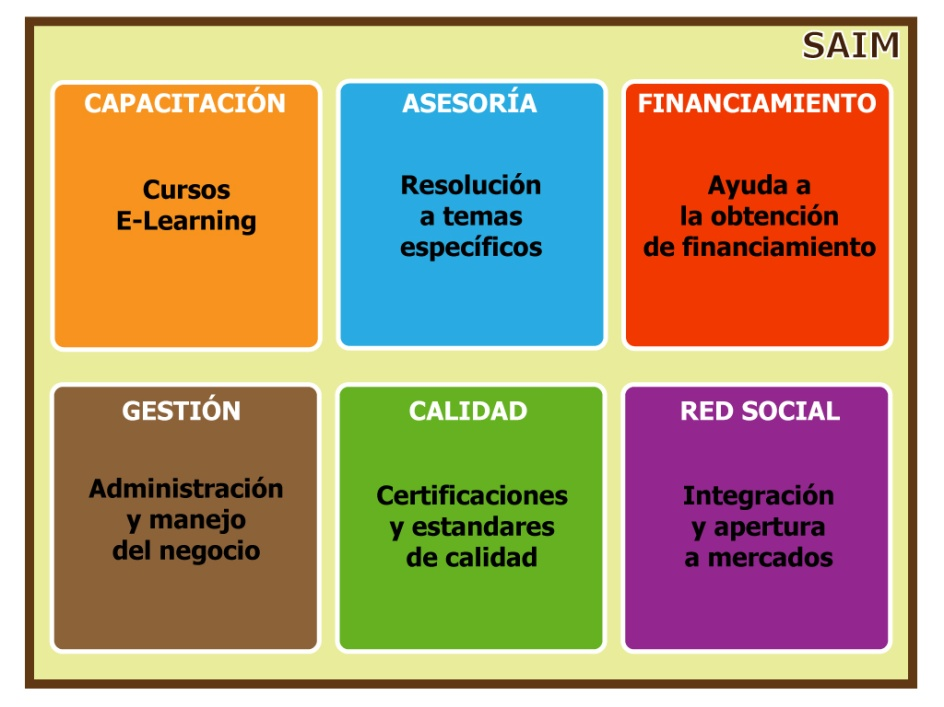 SAIM
CAPACITACIÓN
Cursos
E-Learning
ASESORÍA
Resolución
a temas
específicos
FINANCIAMIENTO
Ayuda a
la obtención
de financiamiento
GESTIÓN
Administración
y manejo
del negocio
CALIDAD
Certificaciones
y estandares
de calidad
RED SOCIAL
Integración
y apertura
a mercados